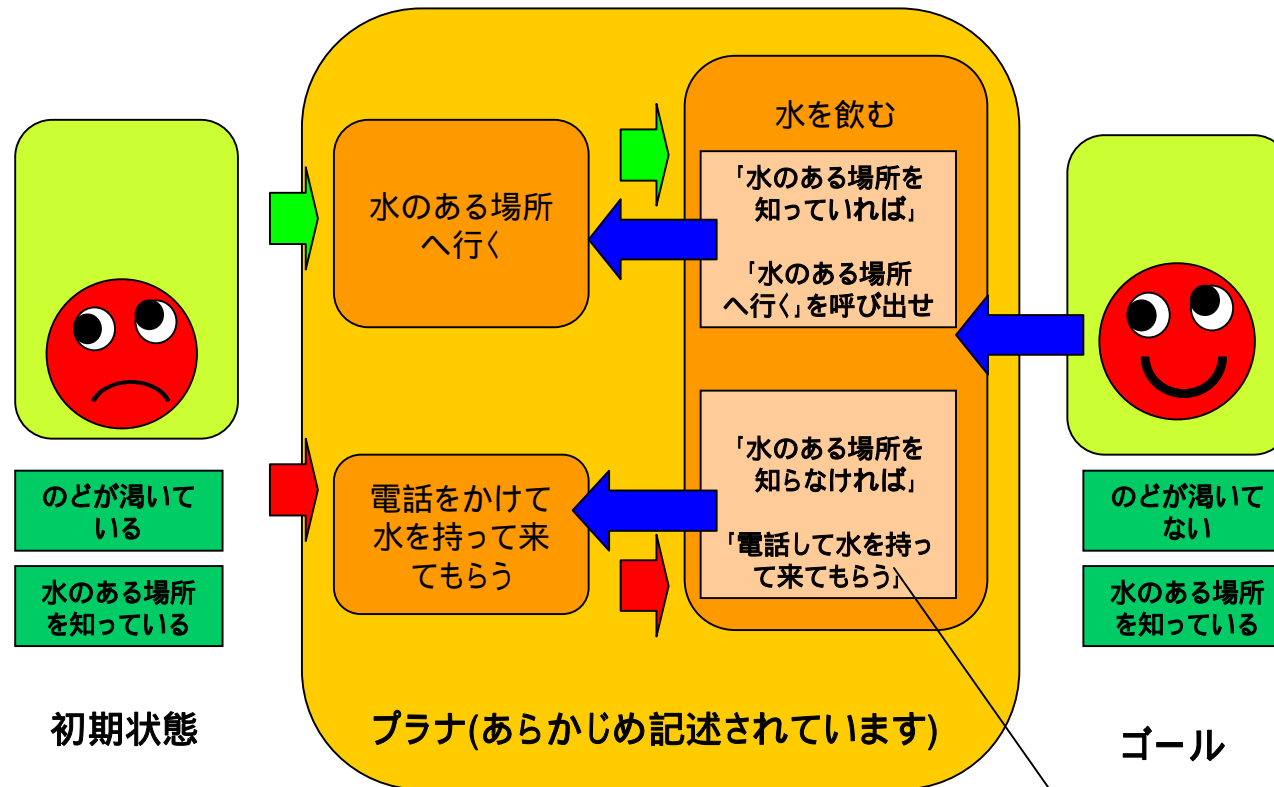 水を飲む
「水のある場所を
知っていれば」
「水のある場所
へ行く」を呼び出せ
水のある場所
へ行く
「水のある場所を
知らなければ」
「電話して水を持っ
て来てもらう」
電話をかけて
水を持って来
てもらう
のどが渇いて
いる
水のある場所
を知っている
のどが渇いて
ない
水のある場所
を知っている
初期状態
プラナ(あらかじめ記述されています)
ゴール